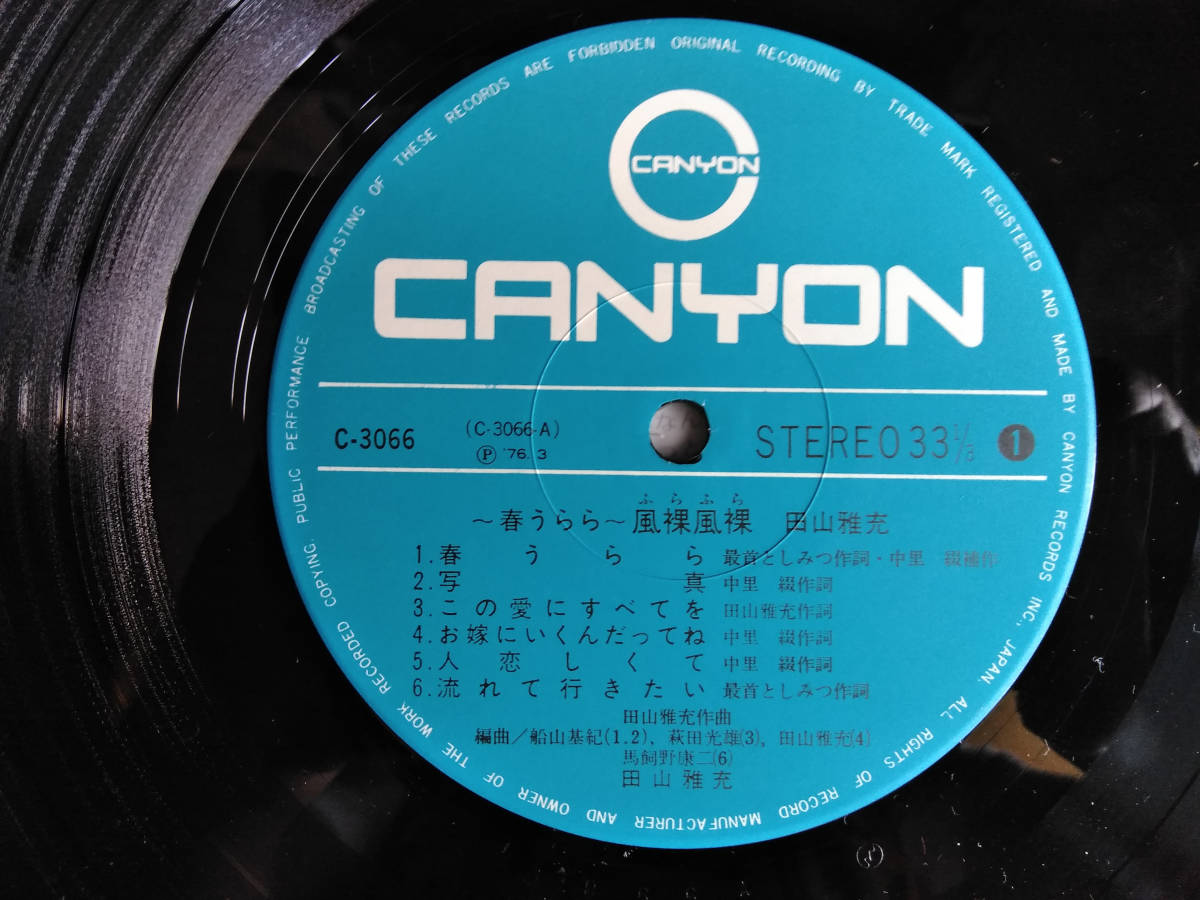 CANYON
CANYON
C-3066
(C-3066-A)
Ⓟ '76.3
STEREO 33 1/3
1
ふらふら
〜春うらら〜風裸風裸 田山雅充
1.春うらら 最首としみつ作詞・中里 綴補作
2.写真 中里 綴作詞
3.この愛にすべてを 田山雅充作詞
4.お嫁にいくんだってね 中里 綴作詞
5.人恋しくて 中里 綴作詞
6.流れて行きたい 最首としみつ作詞
田山雅充作曲
編曲/船山基紀(1.2), 萩田光雄(3), 田山雅充(4)
馬飼野康二(6)
田山雅充
MANUFACTURER AND OWNER OF THE WORK RECORDED COPYING. PUBLIC PERFORMANCE BROADCASTING OF THESE RECORDS ARE FORBIDDEN ORIGINAL RECORDING BY TRADE MARK REGISTERED AND MADE BY CANYON RECORDS INC., JAPAN. ALL RIGHTS OF RECORD